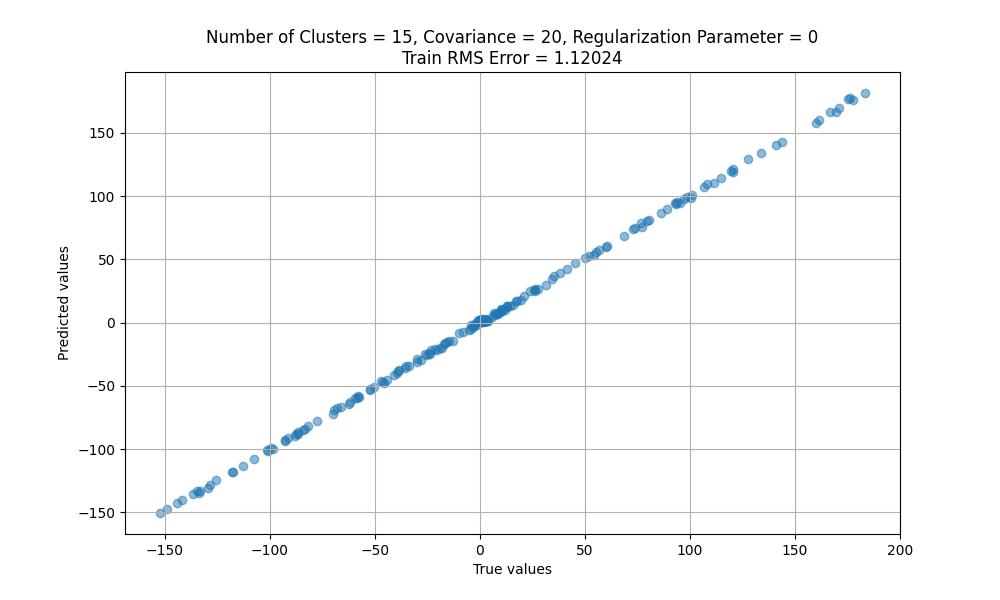 Number of Clusters = 15, Covariance = 20, Regularization Parameter = 0
Train RMS Error = 1.12024
150
100
50
0
−50
−100
−150
Predicted values
−150 −100 −50 0 50 100 150 200
True values